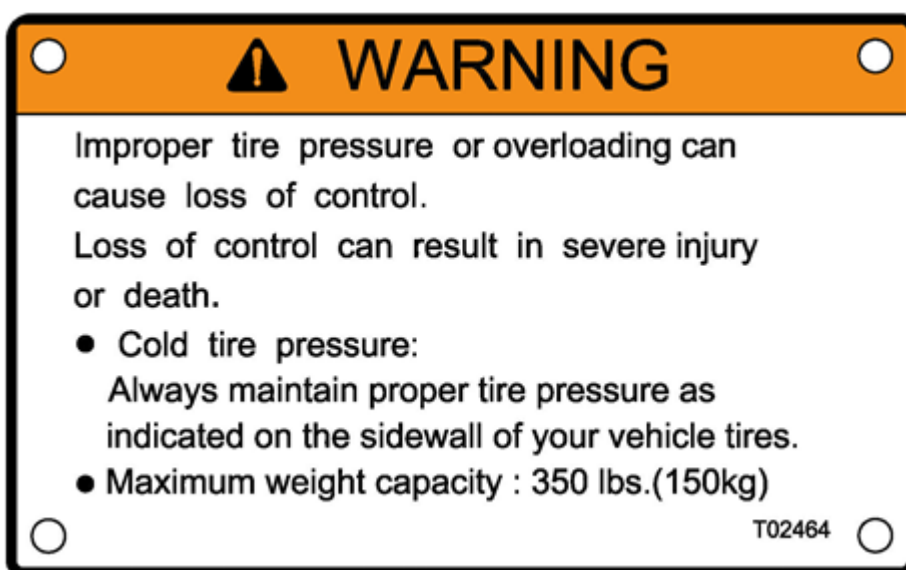 WARNING
Improper tire pressure or overloading can
cause loss of control.
Loss of control can result in severe injury
or death.
● Cold tire pressure:
Always maintain proper tire pressure as
indicated on the sidewall of your vehicle tires.
● Maximum weight capacity : 350 lbs.(150kg)
T02464